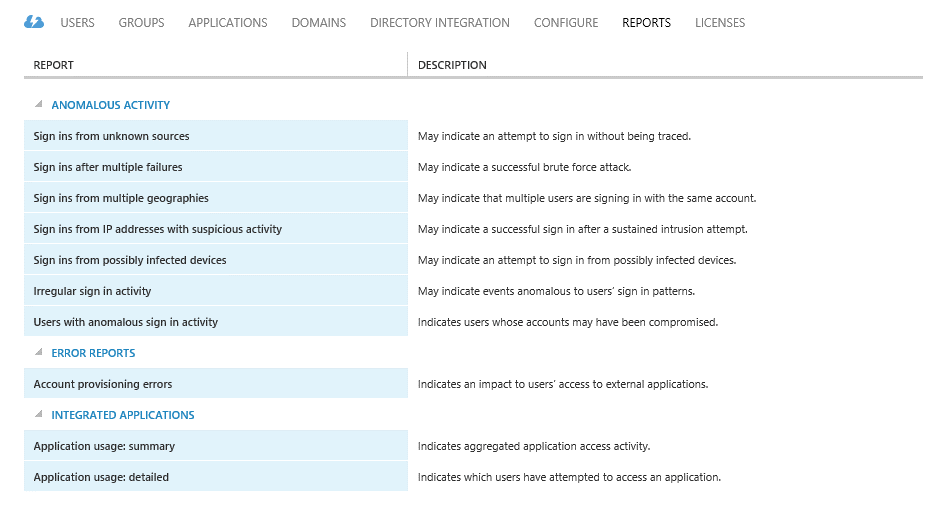 USERS GROUPS APPLICATIONS DOMAINS DIRECTORY INTEGRATION CONFIGURE REPORTS LICENSES
REPORT DESCRIPTION
ANOMALOUS ACTIVITY
Sign ins from unknown sources May indicate an attempt to sign in without being traced.
Sign ins after multiple failures May indicate a successful brute force attack.
Sign ins from multiple geographies May indicate that multiple users are signing in with the same account.
Sign ins from IP addresses with suspicious activity May indicate a successful sign in after a sustained intrusion attempt.
Sign ins from possibly infected devices May indicate an attempt to sign in from possibly infected devices.
Irregular sign in activity May indicate events anomalous to users' sign in patterns.
Users with anomalous sign in activity Indicates users whose accounts may have been compromised.
ERROR REPORTS
Account provisioning errors Indicates an impact to users' access to external applications.
INTEGRATED APPLICATIONS
Application usage: summary Indicates aggregated application access activity.
Application usage: detailed Indicates which users have attempted to access an application.